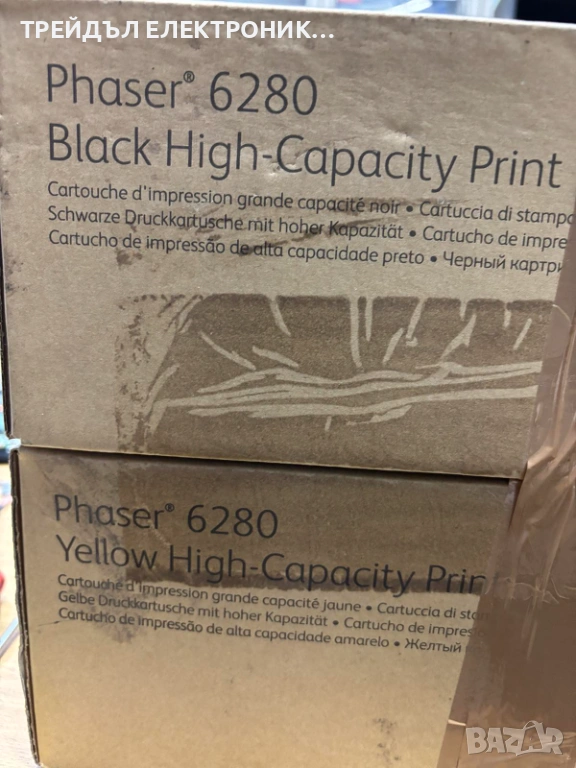 ТРЕЙДЪЛ ЕЛЕКТРОНИК…
Phaser® 6280
Black High-Capacity Print
Cartouche d'impression grande capacité noir • Cartuccia di stampa
Schwarze Druckkartusche mit hoher Kapazität • Cartucho de impre
Cartucho de impressão de alta capacidade preto • Черный картри
Phaser® 6280
Yellow High-Capacity Prin
Cartouche d'impression grande capacité jaune • Cartuccia di sta
Gelbe Druckkartusche mit hoher Kapazität • Cartucho de impres
Cartucho de impressão de alta capacidade amarelo • Желтый
BAZAR